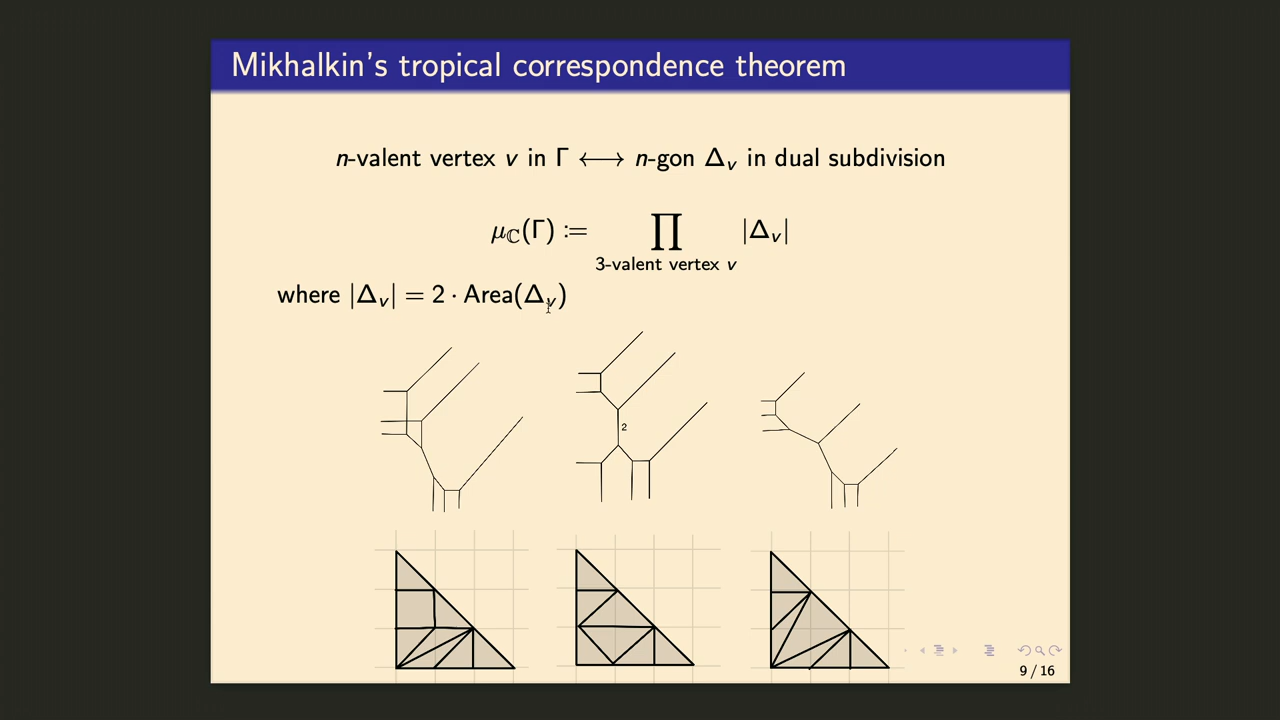 Mikhalkin's tropical correspondence theorem
n-valent vertex v in Γ ⟷ n-gon Δ_v in dual subdivision
μ_ℂ(Γ) := ∏ |Δ_v|
3-valent vertex v
where |Δ_v| = 2 · Area(Δ_v)
2
9 / 16